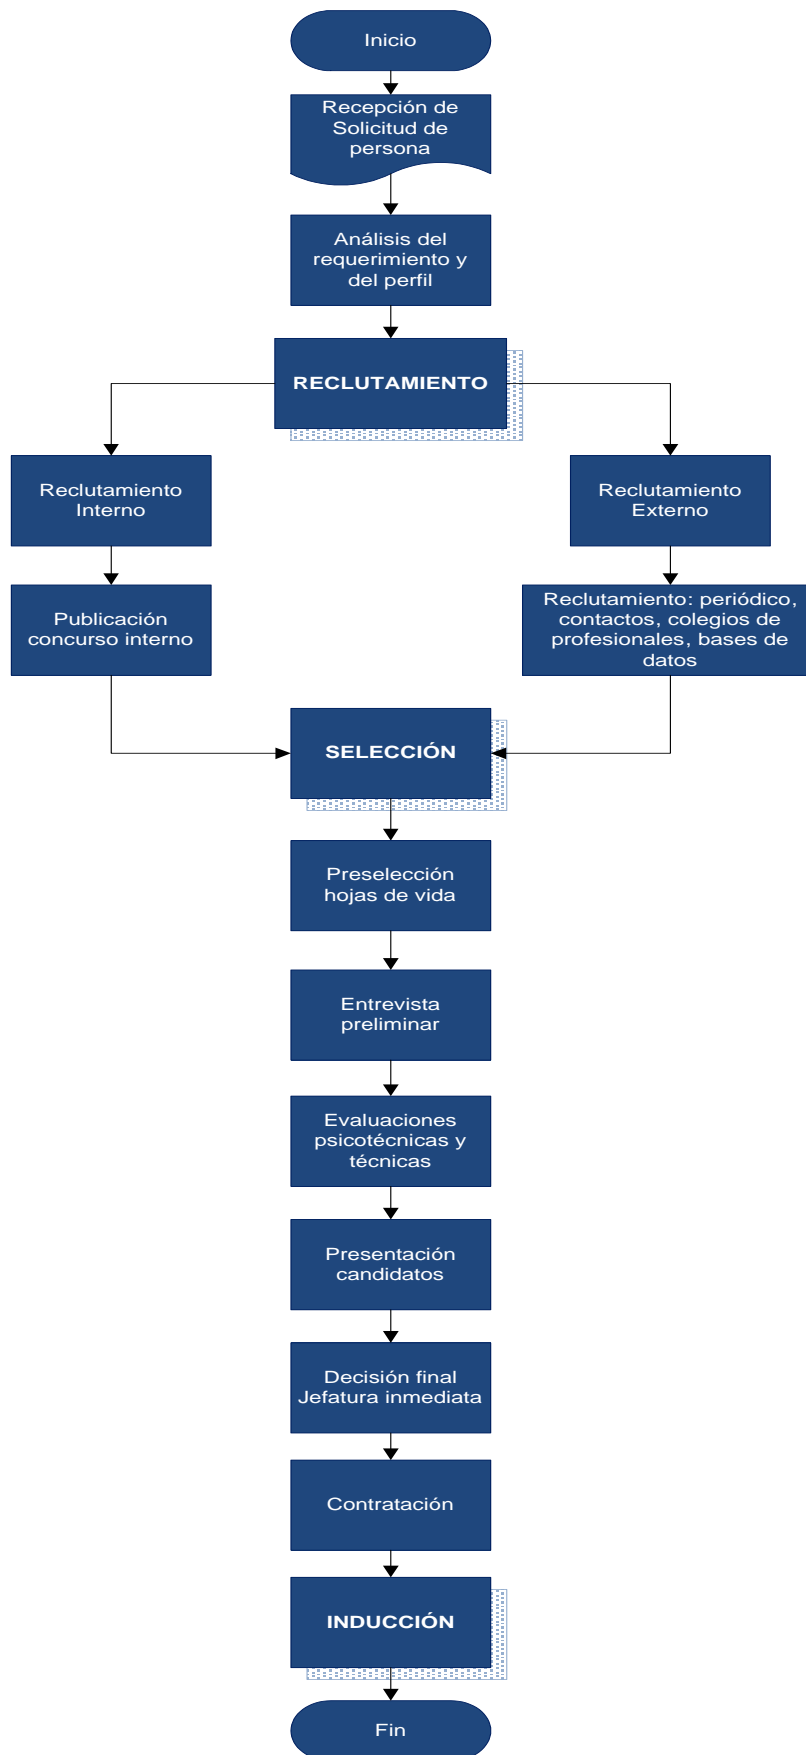 Inicio
Recepción de
Solicitud de
persona
Análisis del
requerimiento y
del perfil
RECLUTAMIENTO
Reclutamiento
Interno
Reclutamiento
Externo
Publicación
concurso interno
Reclutamiento: periódico,
contactos, colegios de
profesionales, bases de
datos
SELECCIÓN
Preselección
hojas de vida
Entrevista
preliminar
Evaluaciones
psicotécnicas y
técnicas
Presentación
candidatos
Decisión final
Jefatura inmediata
Contratación
INDUCCIÓN
Fin